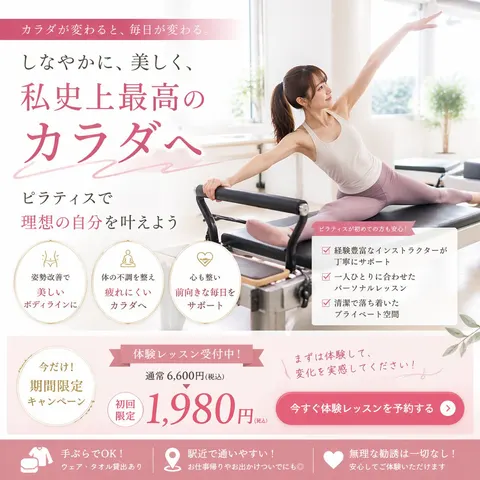 カラダが変わると、毎日が変わる。
しなやかに、美しく、
私史上最高の
カラダへ
ピラティスで
理想の自分を叶えよう
姿勢改善で
美しい
ボディラインに
体の不調を整え
疲れにくい
カラダへ
心も整い
前向きな毎日を
サポート
ピラティスが初めての方も安心!
経験豊富なインストラクターが
丁寧にサポート
一人ひとりに合わせた
パーソナルレッスン
清潔で落ち着いた
プライベート空間
今だけ!
期間限定
キャンペーン
体験レッスン受付中!
通常 6,600円(税込)
初回
限定
1,980円(税込)
まずは体験して、
変化を実感してください!
今すぐ体験レッスンを予約する
手ぶらでOK!
ウェア・タオル貸出あり
駅近で通いやすい!
お仕事帰りやお出かけついでにも◎
無理な勧誘は一切なし!
安心してご体験いただけます